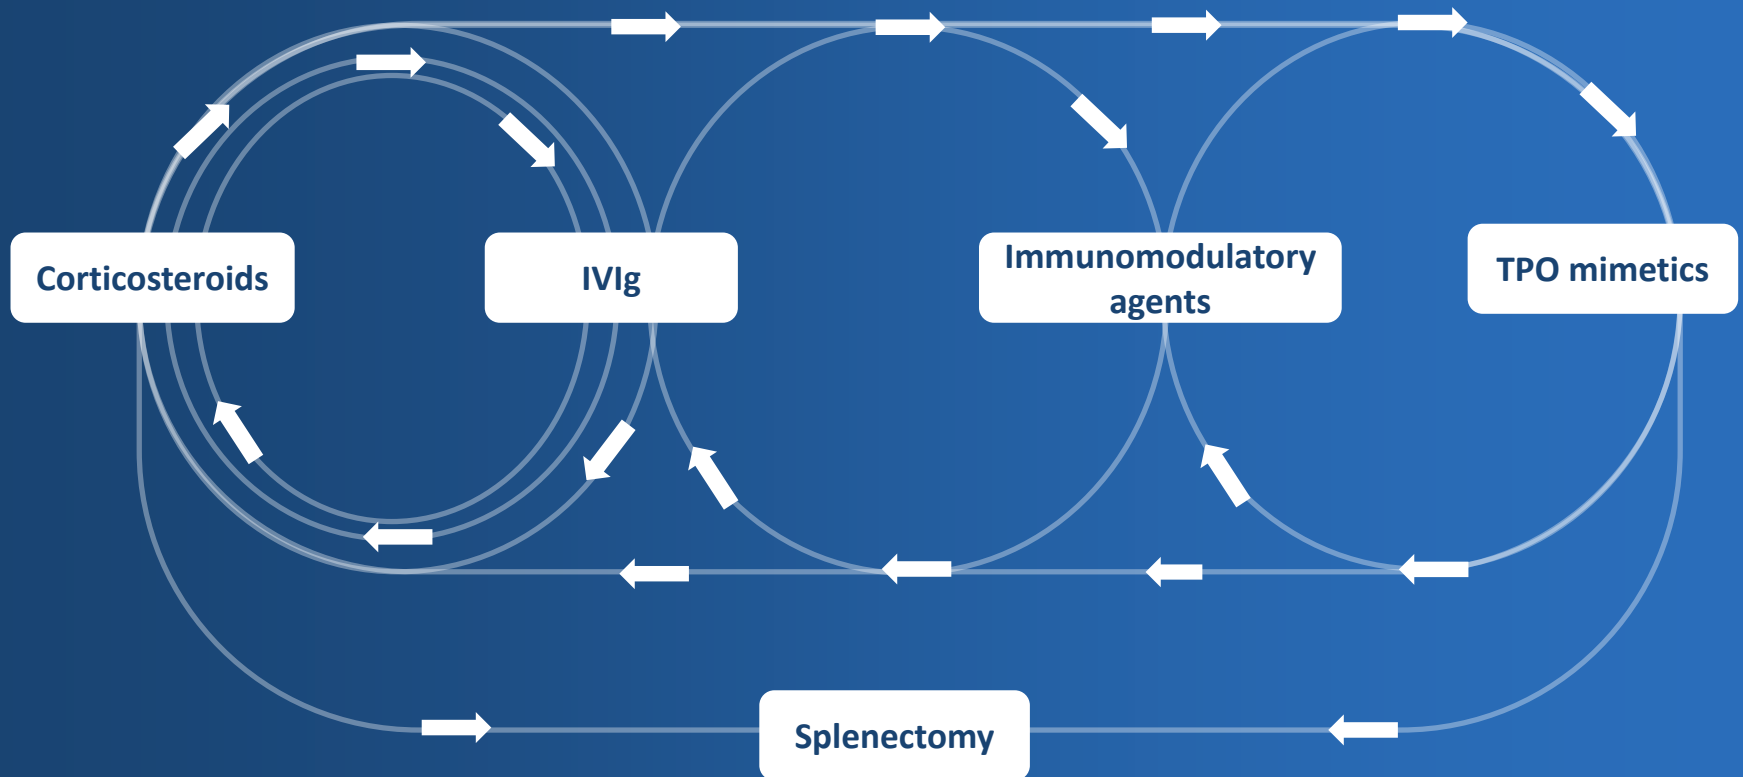 Corticosteroids
IVIg
Immunomodulatory
agents
TPO mimetics
Splenectomy